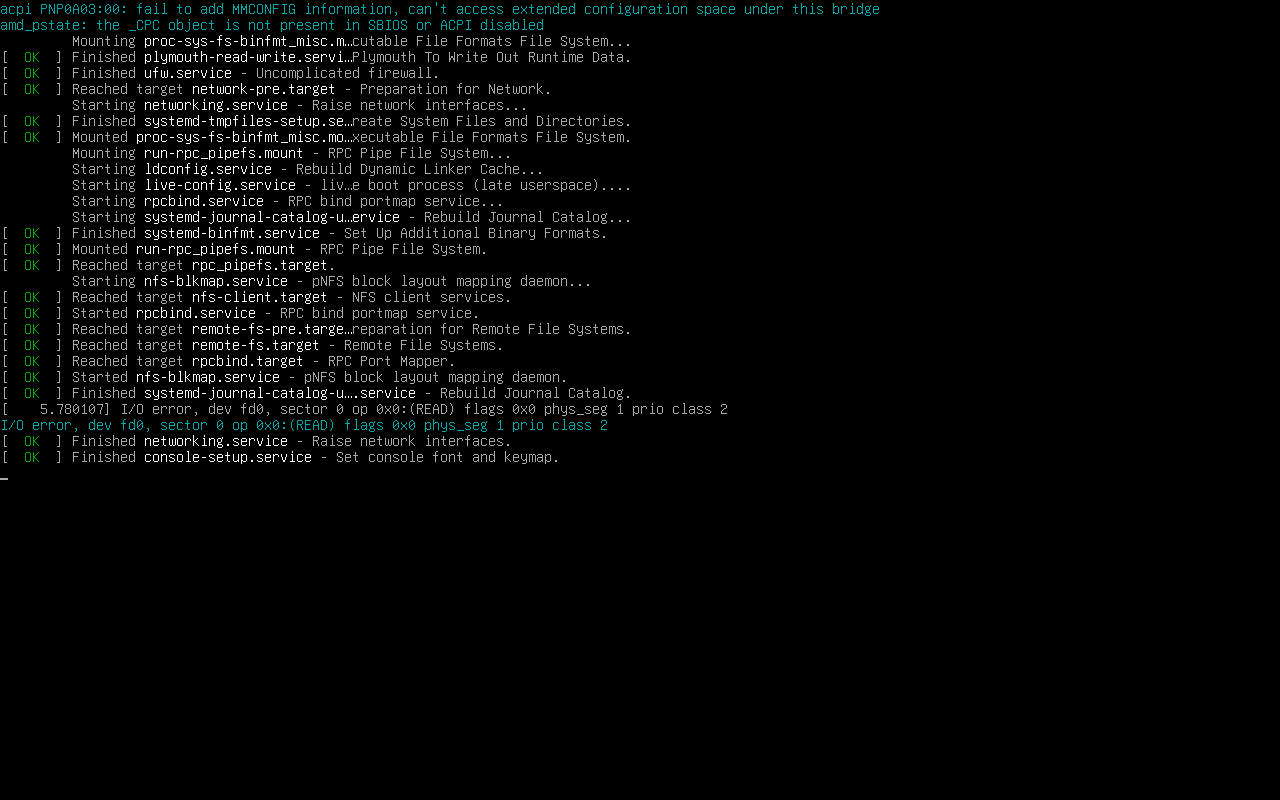 acpi PNP0A03:00: fail to add MMCONFIG information, can't access extended configuration space under this bridge
amd_pstate: the _CPC object is not present in SBIOS or ACPI disabled
         Mounting proc-sys-fs-binfmt_misc.m…cutable File Formats File System...
[  OK  ] Finished plymouth-read-write.servi…Plymouth To Write Out Runtime Data.
[  OK  ] Finished ufw.service - Uncomplicated firewall.
[  OK  ] Reached target network-pre.target - Preparation for Network.
         Starting networking.service - Raise network interfaces...
[  OK  ] Finished systemd-tmpfiles-setup.se…reate System Files and Directories.
[  OK  ] Mounted proc-sys-fs-binfmt_misc.mo…xecutable File Formats File System.
         Mounting run-rpc_pipefs.mount - RPC Pipe File System...
         Starting ldconfig.service - Rebuild Dynamic Linker Cache...
         Starting live-config.service - liv…e boot process (late userspace)....
         Starting rpcbind.service - RPC bind portmap service...
         Starting systemd-journal-catalog-u…ervice - Rebuild Journal Catalog...
[  OK  ] Finished systemd-binfmt.service - Set Up Additional Binary Formats.
[  OK  ] Mounted run-rpc_pipefs.mount - RPC Pipe File System.
[  OK  ] Reached target rpc_pipefs.target.
         Starting nfs-blkmap.service - pNFS block layout mapping daemon...
[  OK  ] Reached target nfs-client.target - NFS client services.
[  OK  ] Started rpcbind.service - RPC bind portmap service.
[  OK  ] Reached target remote-fs-pre.targe…reparation for Remote File Systems.
[  OK  ] Reached target remote-fs.target - Remote File Systems.
[  OK  ] Reached target rpcbind.target - RPC Port Mapper.
[  OK  ] Started nfs-blkmap.service - pNFS block layout mapping daemon.
[  OK  ] Finished systemd-journal-catalog-u….service - Rebuild Journal Catalog.
[    5.780107] I/O error, dev fd0, sector 0 op 0x0:(READ) flags 0x0 phys_seg 1 prio class 2
I/O error, dev fd0, sector 0 op 0x0:(READ) flags 0x0 phys_seg 1 prio class 2
[  OK  ] Finished networking.service - Raise network interfaces.
[  OK  ] Finished console-setup.service - Set console font and keymap.